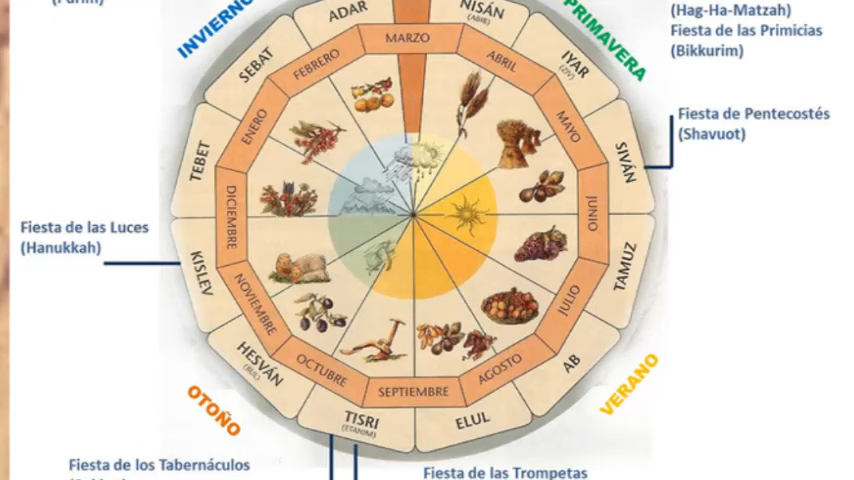 (Purim)
INVIERNO
PRIMAVERA
(Hag-Ha-Matzah)
Fiesta de las Primicias
(Bikkurim)
Fiesta de Pentecostés
(Shavuot)
ADAR
NISÁN
(ABIB)
IYAR
(ZIV)
SIVÁN
TAMUZ
AB
ELUL
TISRI
(ETANIM)
HESVÁN
(BUL)
KISLEV
TEBET
SEBAT
MARZO
ABRIL
MAYO
JUNIO
JULIO
AGOSTO
SEPTIEMBRE
OCTUBRE
NOVIEMBRE
DICIEMBRE
ENERO
FEBRERO
Fiesta de las Luces
(Hanukkah)
OTOÑO
VERANO
Fiesta de los Tabernáculos
Fiesta de las Trompetas